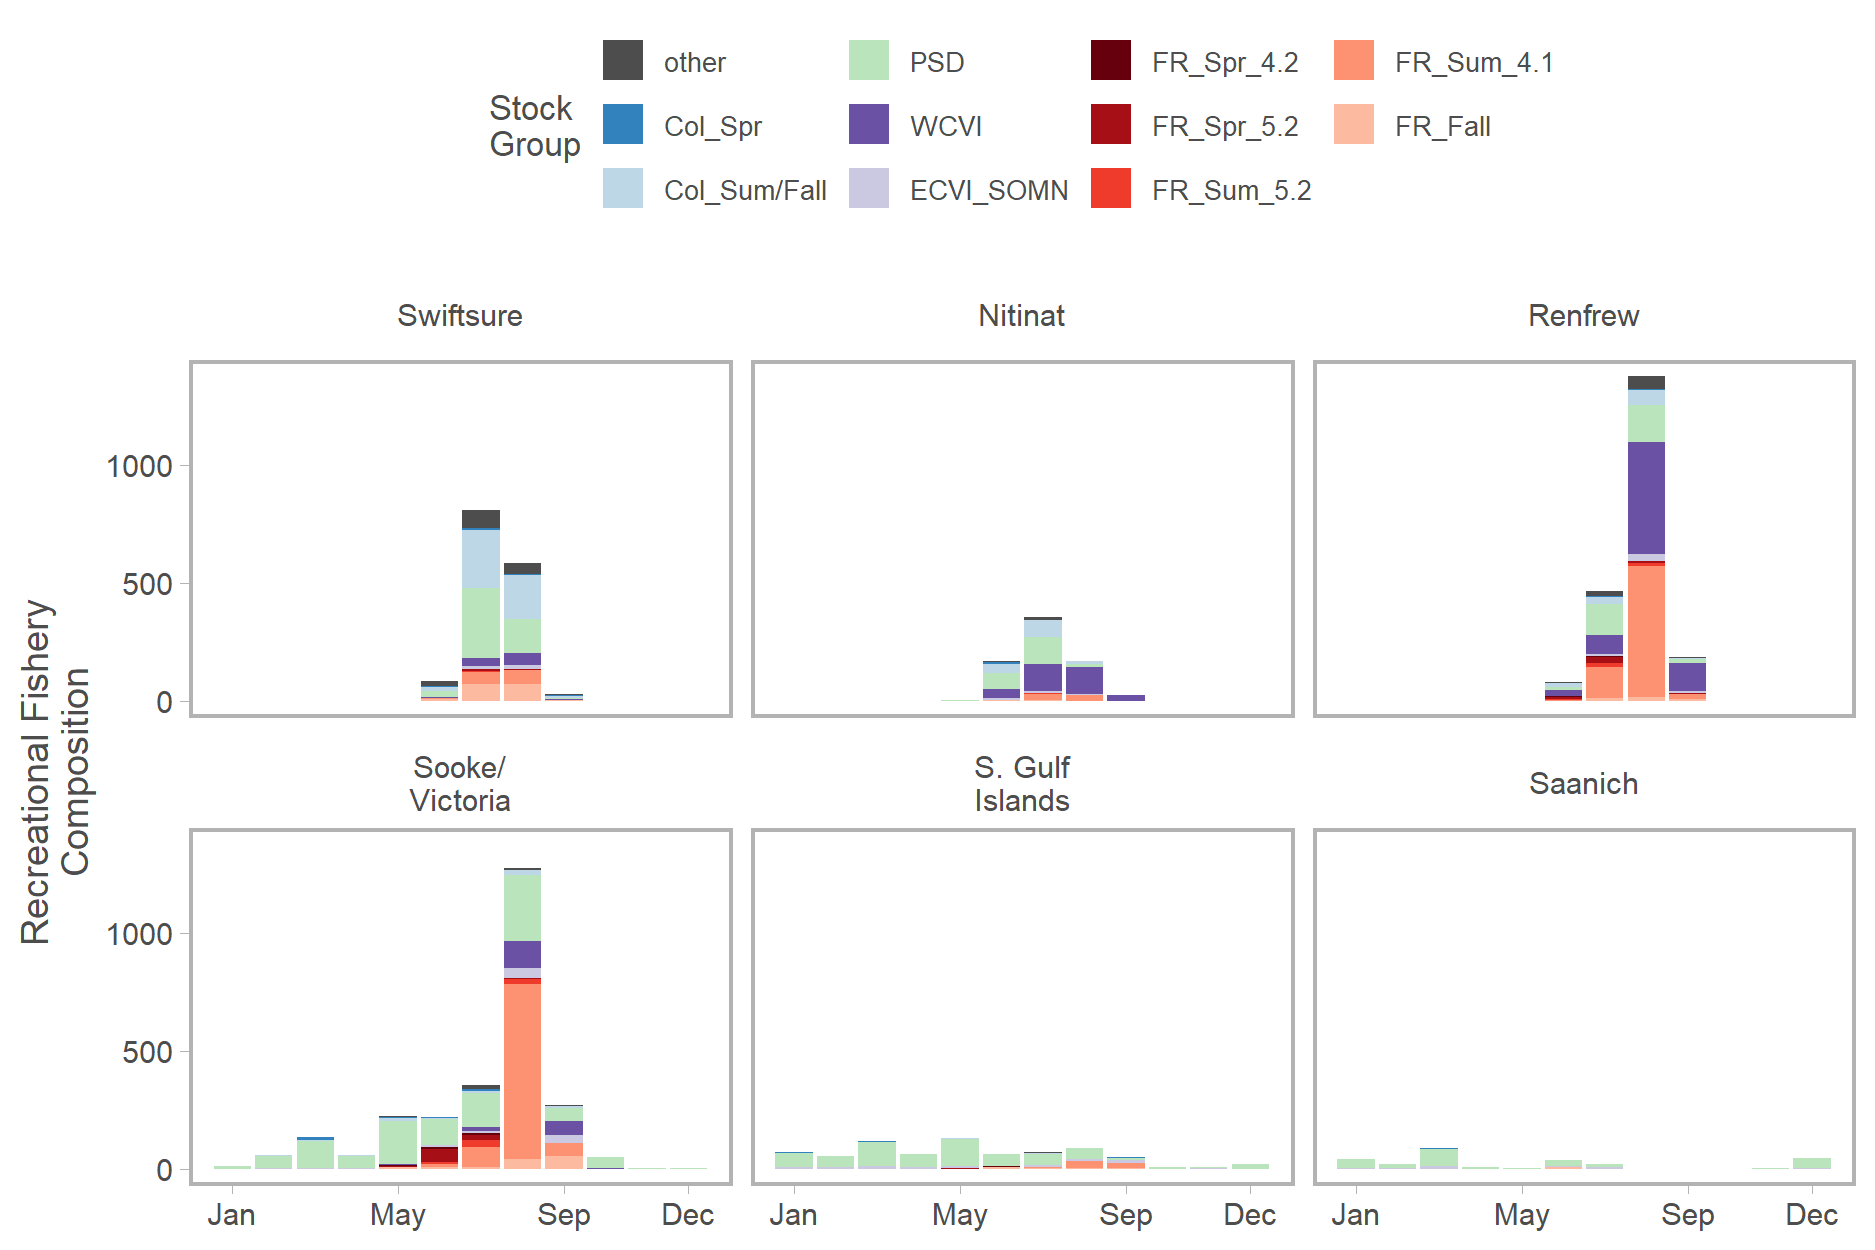 Stock
Group
other
Col_Spr
Col_Sum/Fall
PSD
WCVI
ECVI_SOMN
FR_Spr_4.2
FR_Spr_5.2
FR_Sum_5.2
FR_Sum_4.1
FR_Fall
Recreational Fishery
Composition
Swiftsure
Nitinat
Renfrew
1000
500
0
Sooke/
Victoria
S. Gulf
Islands
Saanich
1000
500
0
Jan
May
Sep
Dec
Jan
May
Sep
Dec
Jan
May
Sep
Dec